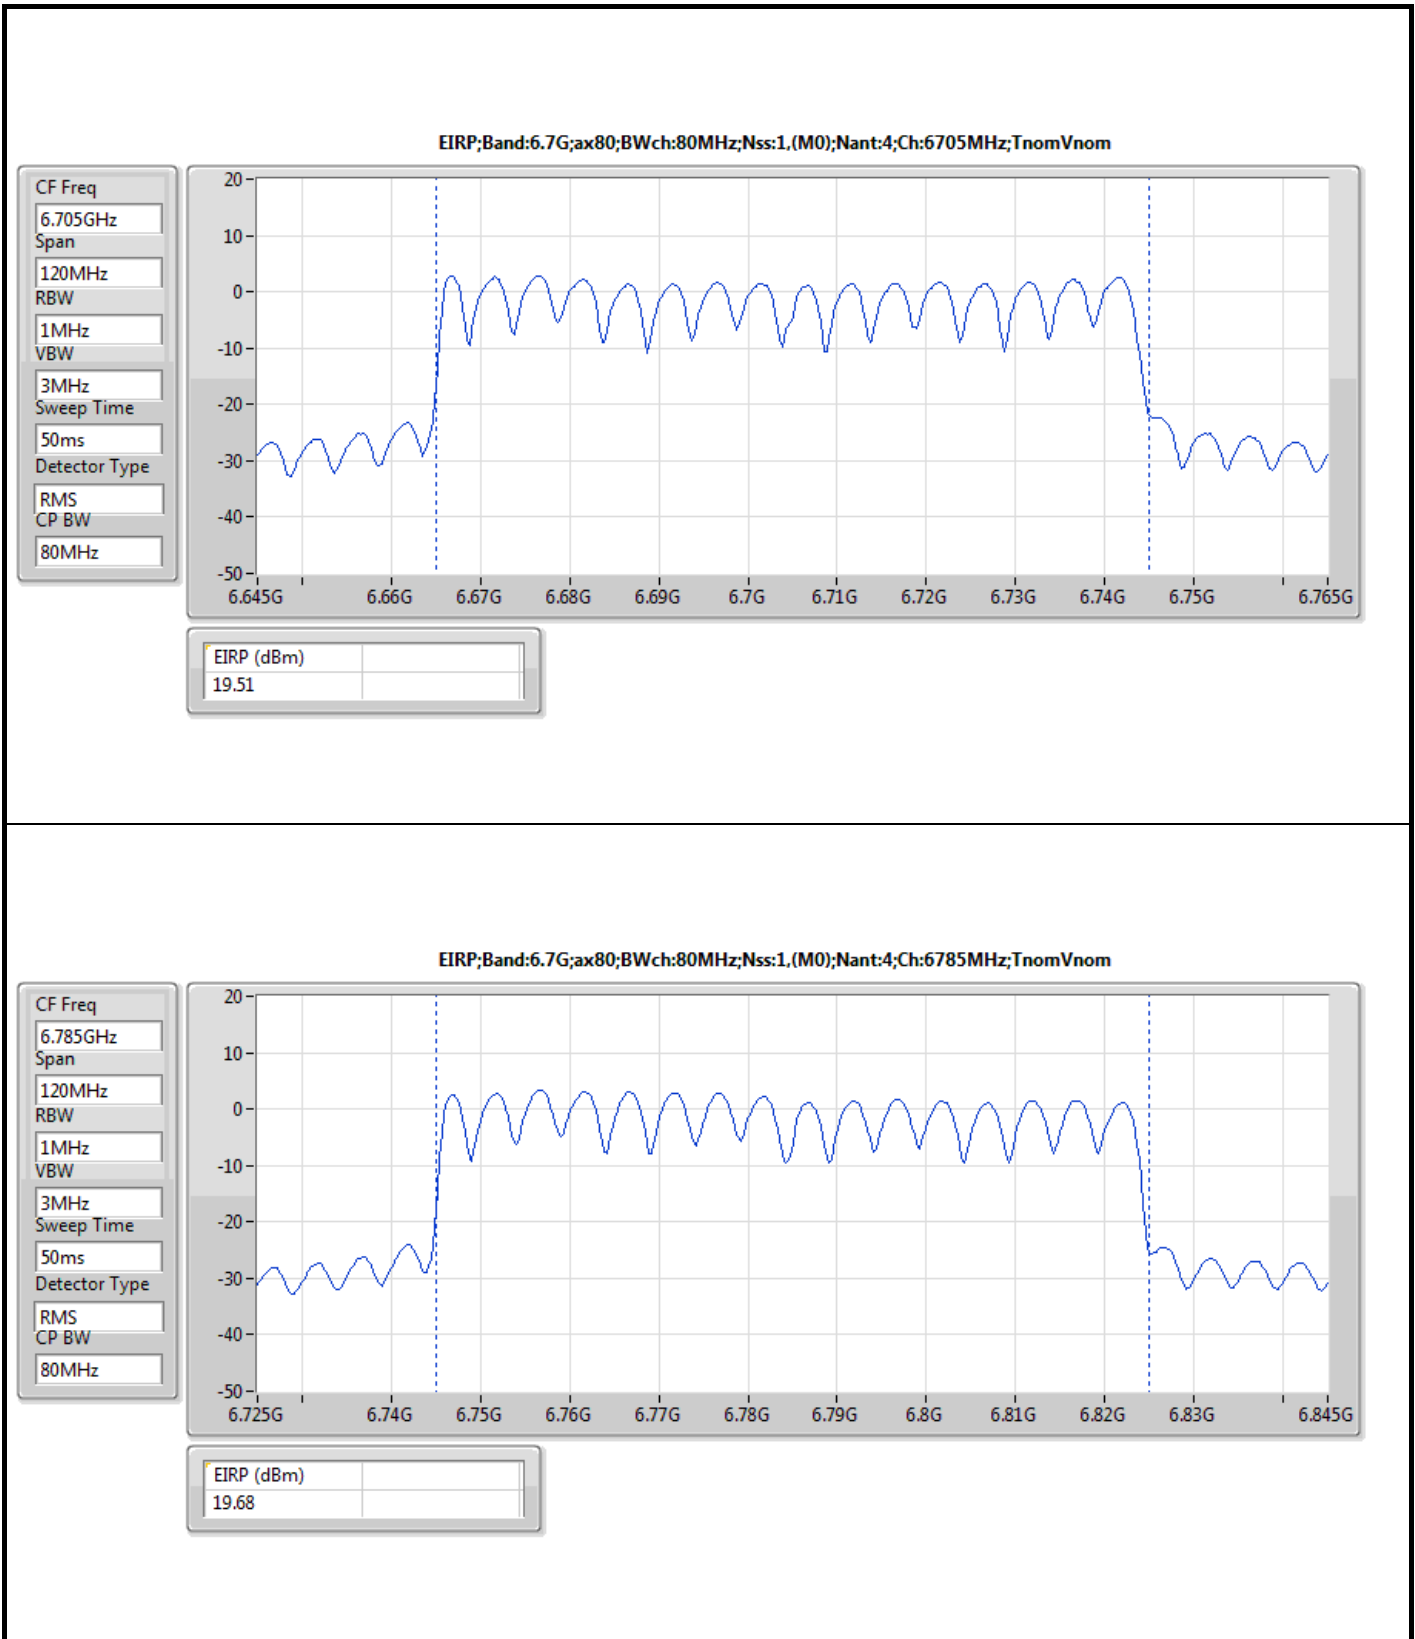 EIRP;Band:6.7G;ax80;BWch:80MHz;Nss:1,(M0);Nant:4;Ch:6705MHz;TnomVnom
CF Freq
6.705GHz
Span
120MHz
RBW
1MHz
VBW
3MHz
Sweep Time
50ms
Detector Type
RMS
CP BW
80MHz
20
10
0
-10
-20
-30
-40
-50
6.645G 6.66G 6.67G 6.68G 6.69G 6.7G 6.71G 6.72G 6.73G 6.74G 6.75G 6.765G
EIRP (dBm)
19.51
EIRP;Band:6.7G;ax80;BWch:80MHz;Nss:1,(M0);Nant:4;Ch:6785MHz;TnomVnom
CF Freq
6.785GHz
Span
120MHz
RBW
1MHz
VBW
3MHz
Sweep Time
50ms
Detector Type
RMS
CP BW
80MHz
20
10
0
-10
-20
-30
-40
-50
6.725G 6.74G 6.75G 6.76G 6.77G 6.78G 6.79G 6.8G 6.81G 6.82G 6.83G 6.845G
EIRP (dBm)
19.68